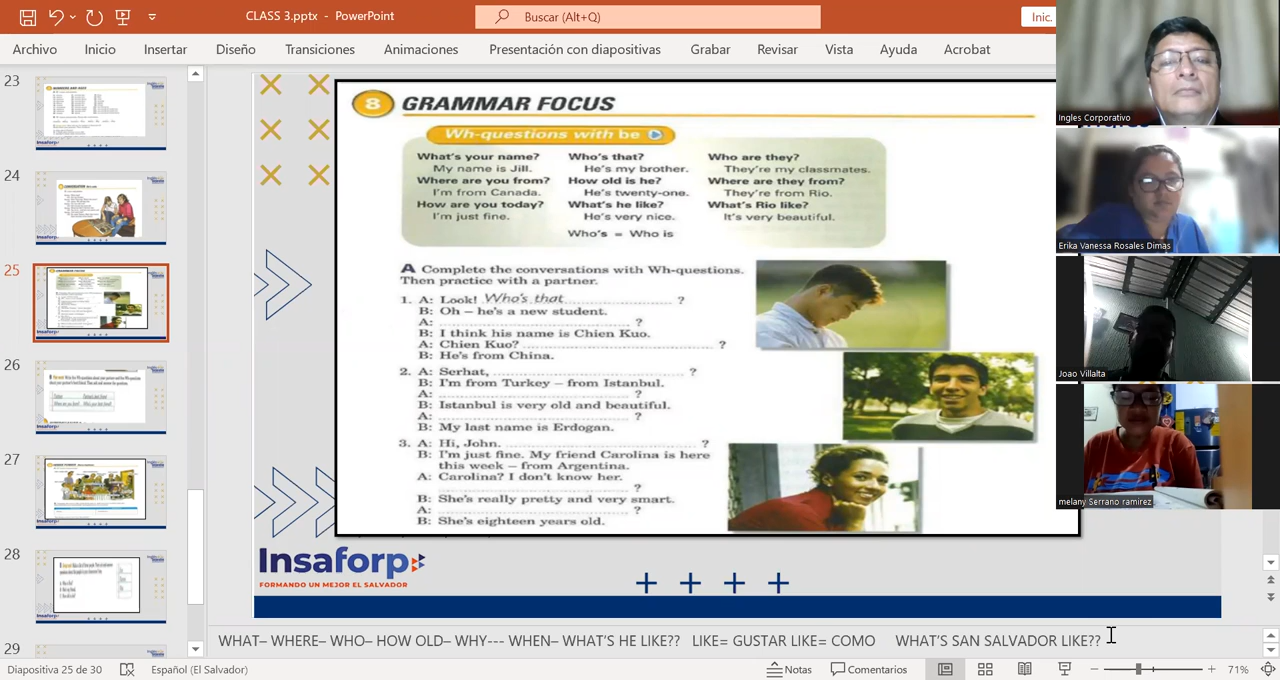 CLASS 3.pptx - PowerPoint
Buscar (Alt+Q)
Inic.
Archivo Inicio Insertar Diseño Transiciones Animaciones Presentación con diapositivas Grabar Revisar Vista Ayuda Acrobat
23
24
25
26
27
28
29
8 GRAMMAR FOCUS
Wh-questions with be
What's your name? Who's that? Who are they?
My name is Jill. He's my brother. They're my classmates.
Where are you from? How old is he? Where are they from?
I'm from Canada. He's twenty-one. They're from Rio.
How are you today? What's he like? What's Rio like?
I'm just fine. He's very nice. It's very beautiful.
Who's = Who is
A Complete the conversations with Wh-questions.
Then practice with a partner.
1. A: Look! Who's that ?
B: Oh – he's a new student.
A: ?
B: I think his name is Chien Kuo.
A: Chien Kuo? ?
B: He's from China.
2. A: Serhat, ?
B: I'm from Turkey – from Istanbul.
A: ?
B: Istanbul is very old and beautiful.
A: ?
B: My last name is Erdogan.
3. A: Hi, John. ?
B: I'm just fine. My friend Carolina is here
this week – from Argentina.
A: Carolina? I don't know her.
?
B: She's really pretty and very smart.
A: ?
B: She's eighteen years old.
Insaforp
FORMANDO UN MEJOR EL SALVADOR
WHAT– WHERE– WHO– HOW OLD– WHY--- WHEN– WHAT'S HE LIKE?? LIKE= GUSTAR LIKE= COMO WHAT'S SAN SALVADOR LIKE??
Diapositiva 25 de 30 Español (El Salvador) Notas Comentarios 71%
Ingles Corporativo
Erika Vanessa Rosales Dimas
Joao Villalta
melany Serrano ramirez